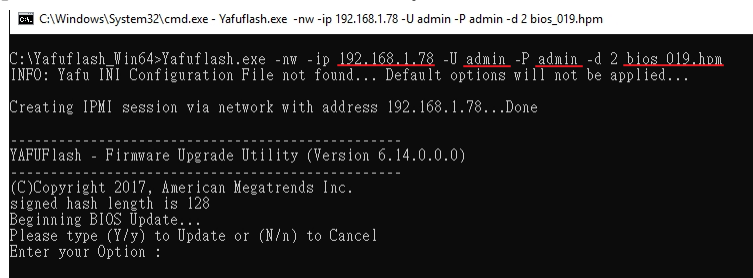 C:\Windows\System32\cmd.exe - Yafuflash.exe -nw -ip 192.168.1.78 -U admin -P admin -d 2 bios_019.hpm
C:\Yafuflash_Win64>Yafuflash.exe -nw -ip 192.168.1.78 -U admin -P admin -d 2 bios_019.hpm
INFO: Yafu INI Configuration File not found... Default options will not be applied...
Creating IPMI session via network with address 192.168.1.78...Done
-------------------------------------------------
YAFUFlash - Firmware Upgrade Utility (Version 6.14.0.0.0)
-------------------------------------------------
(C)Copyright 2017, American Megatrends Inc.
signed hash length is 128
Beginning BIOS Update...
Please type (Y/y) to Update or (N/n) to Cancel
Enter your Option :